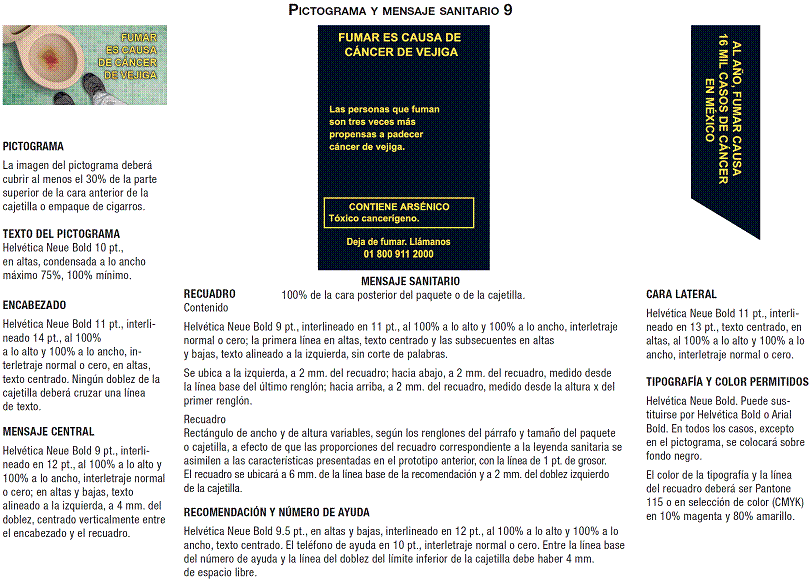 PICTOGRAMA Y MENSAJE SANITARIO 9
FUMAR
ES CAUSA
DE CÁNCER
DE VEJIGA
FUMAR ES CAUSA DE
CÁNCER DE VEJIGA
Las personas que fuman
son tres veces más
propensas a padecer
cáncer de vejiga.
CONTIENE ARSÉNICO
Tóxico cancerígeno.
Deja de fumar. Llámanos
01 800 911 2000
AL AÑO, FUMAR CAUSA
16 MIL CASOS DE CÁNCER
EN MÉXICO
PICTOGRAMA
La imagen del pictograma deberá
cubrir al menos el 30% de la parte
superior de la cara anterior de la
cajetilla o empaque de cigarros.
TEXTO DEL PICTOGRAMA
Helvética Neue Bold 10 pt.,
en altas, condensada a lo ancho
máximo 75%, 100% mínimo.
ENCABEZADO
Helvética Neue Bold 11 pt., interli-
neado 14 pt., al 100%
a lo alto y 100% a lo ancho, in-
terletraje normal o cero, en altas,
texto centrado. Ningún doblez de la
cajetilla deberá cruzar una línea
de texto.
MENSAJE CENTRAL
Helvética Neue Bold 9 pt., interli-
neado en 12 pt., al 100% a lo alto y
100% a lo ancho, interletraje normal
o cero; en altas y bajas, texto
alineado a la izquierda, a 4 mm. del
doblez, centrado verticalmente entre
el encabezado y el recuadro.
MENSAJE SANITARIO
100% de la cara posterior del paquete o de la cajetilla.
RECUADRO
Contenido
Helvética Neue Bold 9 pt., interlineado en 11 pt., al 100% a lo alto y 100% a lo ancho, interletraje
normal o cero; la primera línea en altas, texto centrado y las subsecuentes en altas
y bajas, texto alineado a la izquierda, sin corte de palabras.
Se ubica a la izquierda, a 2 mm. del recuadro; hacia abajo, a 2 mm. del recuadro, medido desde
la línea base del último renglón; hacia arriba, a 2 mm. del recuadro, medido desde la altura x del
primer renglón.
Recuadro
Rectángulo de ancho y de altura variables, según los renglones del párrafo y tamaño del paquete
o cajetilla, a efecto de que las proporciones del recuadro correspondiente a la leyenda sanitaria se
asimilen a las características presentadas en el prototipo anterior, con la línea de 1 pt. de grosor.
El recuadro se ubicará a 6 mm. de la línea base de la recomendación y a 2 mm. del doblez izquierdo
de la cajetilla.
RECOMENDACIÓN Y NÚMERO DE AYUDA
Helvética Neue Bold 9.5 pt., en altas y bajas, interlineado en 12 pt., al 100% a lo alto y 100% a lo
ancho, texto centrado. El teléfono de ayuda en 10 pt., interletraje normal o cero. Entre la línea base
del número de ayuda y la línea del doblez del límite inferior de la cajetilla debe haber 4 mm.
de espacio libre.
CARA LATERAL
Helvética Neue Bold 11 pt., interli-
neado en 13 pt., texto centrado, en
altas, al 100% a lo alto y 100% a lo
ancho, interletraje normal o cero.
TIPOGRAFÍA Y COLOR PERMITIDOS
Helvética Neue Bold. Puede sus-
tituirse por Helvética Bold o Arial
Bold. En todos los casos, excepto
en el pictograma, se colocará sobre
fondo negro.
El color de la tipografía y la línea
del recuadro deberá ser Pantone
115 o en selección de color (CMYK)
en 10% magenta y 80% amarillo.